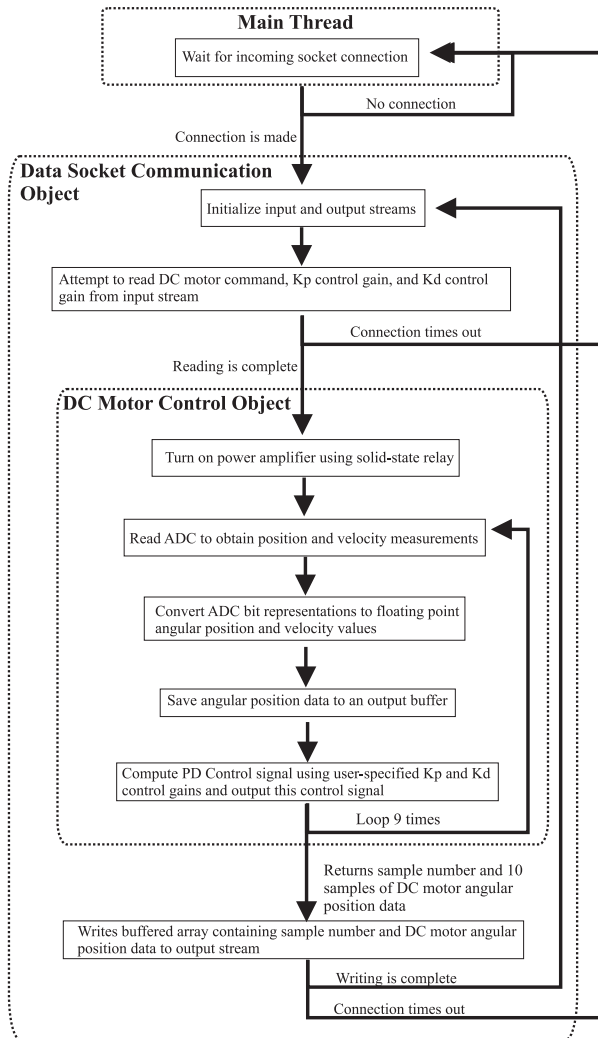 Main Thread
Wait for incoming socket connection
No connection
Connection is made
Data Socket Communication
Object
Initialize input and output streams
Attempt to read DC motor command, Kp control gain, and Kd control
gain from input stream
Connection times out
Reading is complete
DC Motor Control Object
Turn on power amplifier using solid-state relay
Read ADC to obtain position and velocity measurements
Convert ADC bit representations to floating point
angular position and velocity values
Save angular position data to an output buffer
Compute PD Control signal using user-specified Kp and Kd
control gains and output this control signal
Loop 9 times
Returns sample number and 10
samples of DC motor angular
position data
Writes buffered array containing sample number and DC motor angular
position data to output stream
Writing is complete
Connection times out